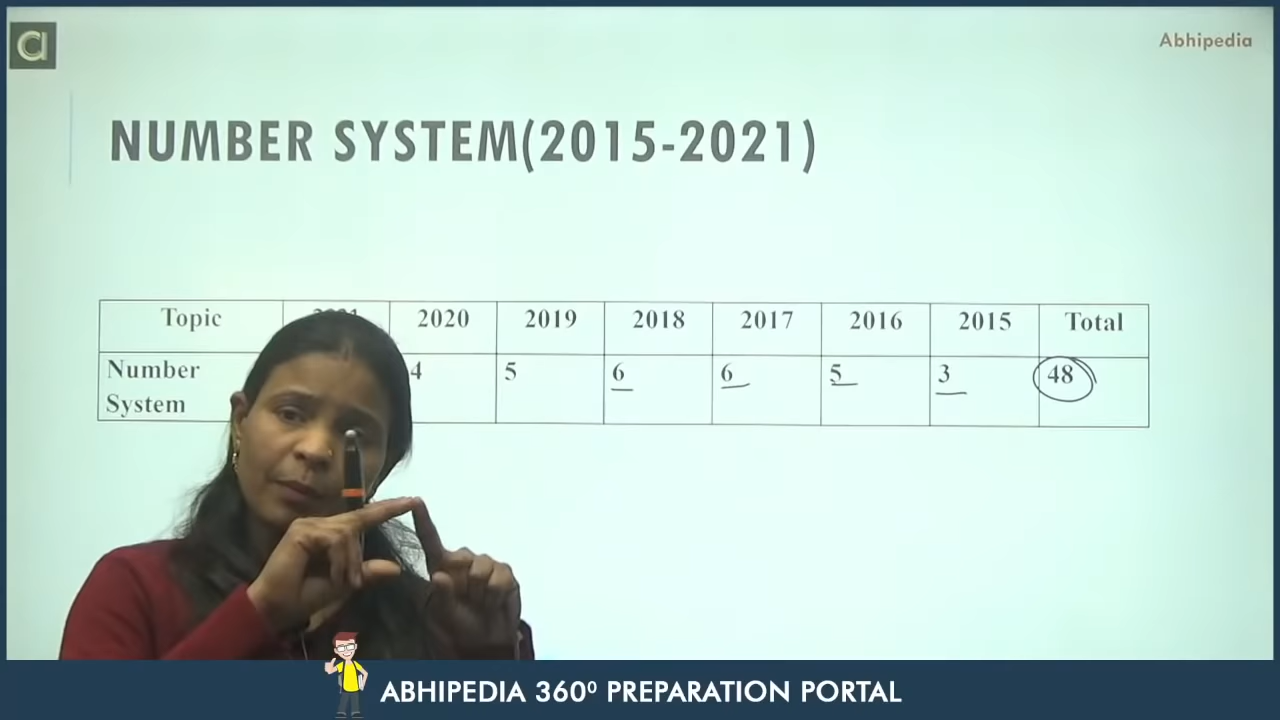 Abhipedia
NUMBER SYSTEM(2015-2021)
Topic 2020 2019 2018 2017 2016 2015 Total
Number 4 5 6 6 5 3 48
System
ABHIPEDIA 360⁰ PREPARATION PORTAL